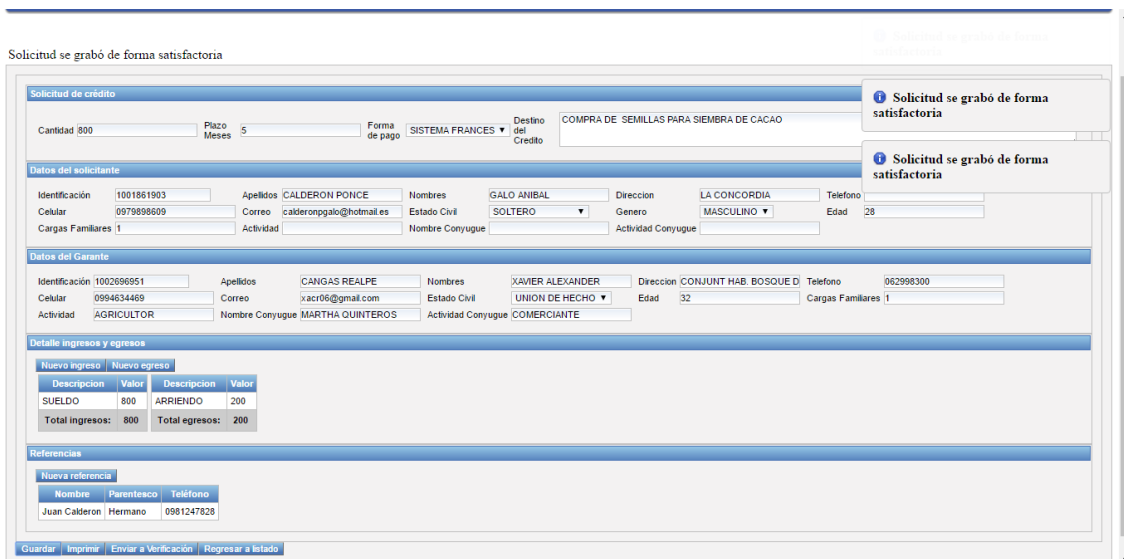 Solicitud se grabó de forma satisfactoria
Solicitud se grabó de forma
satisfactoria
Solicitud se grabó de forma
satisfactoria
Solicitud de crédito
Cantidad 800 Plazo Meses 5 Forma de pago SISTEMA FRANCES Destino del Credito COMPRA DE SEMILLAS PARA SIEMBRA DE CACAO
Datos del solicitante
Identificación 1001861903 Apellidos CALDERON PONCE Nombres GALO ANIBAL Direccion LA CONCORDIA Telefono
Celular 0979898609 Correo calderonpgalo@hotmail.es Estado Civil SOLTERO Genero MASCULINO Edad 28
Cargas Familiares 1 Actividad Nombre Conyugue Actividad Conyugue
Datos del Garante
Identificación 1002696951 Apellidos CANGAS REALPE Nombres XAVIER ALEXANDER Direccion CONJUNT HAB. BOSQUE D Telefono 062998300
Celular 0994634469 Correo xacr06@gmail.com Estado Civil UNION DE HECHO Edad 32 Cargas Familiares 1
Actividad AGRICULTOR Nombre Conyugue MARTHA QUINTEROS Actividad Conyugue COMERCIANTE
Detalle ingresos y egresos
Nuevo ingreso Nuevo egreso
Descripcion Valor Descripcion Valor
SUELDO 800 ARRIENDO 200
Total ingresos: 800 Total egresos: 200
Referencias
Nueva referencia
Nombre Parentesco Teléfono
Juan Calderon Hermano 0981247828
Guardar Imprimir Enviar a Verificación Regresar a listado